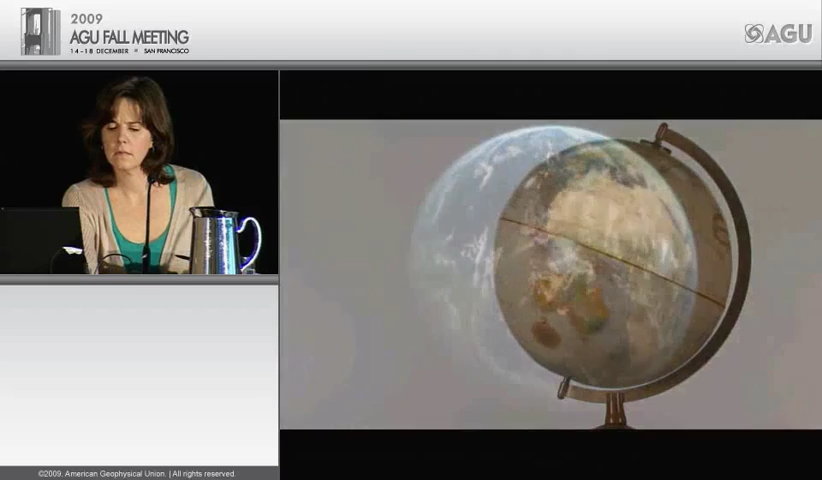 2009
AGU FALL MEETING
14-18 DECEMBER • SAN FRANCISCO
AGU
©2009. American Geophysical Union. | All rights reserved.